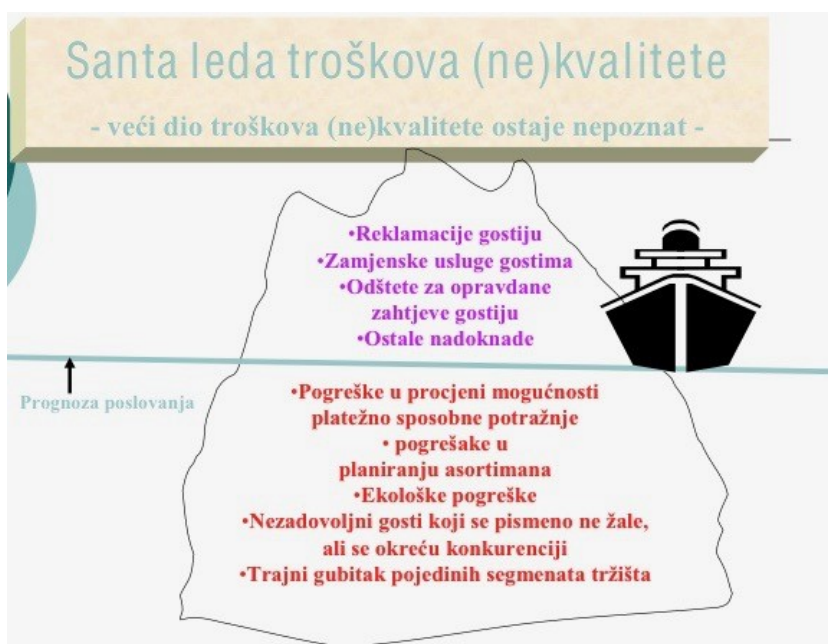 Santa leda troškova (ne)kvalitete
- veći dio troškova (ne)kvalitete ostaje nepoznat -
•Reklamacije gostiju
•Zamjenske usluge gostima
•Odštete za opravdane
zahtjeve gostiju
•Ostale nadoknade
Prognoza poslovanja
•Pogreške u procjeni mogućnosti
platežno sposobne potražnje
• pogrešake u
planiranju asortimana
•Ekološke pogreške
•Nezadovoljni gosti koji se pismeno ne žale,
ali se okreću konkurenciji
•Trajni gubitak pojedinih segmenata tržišta